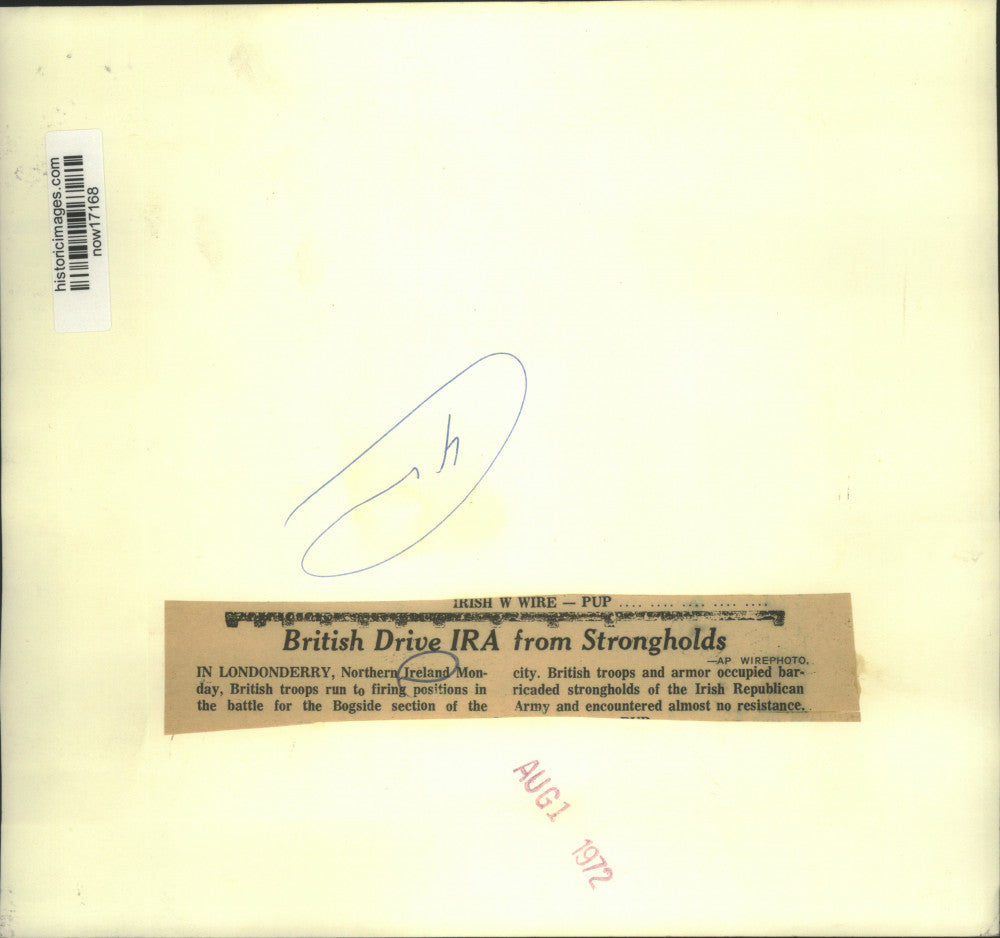 historicimages.com
now17168
IRISH W WIRE — PUP .... .... .... .... ....
British Drive IRA from Strongholds
—AP WIREPHOTO.
IN LONDONDERRY, Northern Ireland Mon-
day, British troops run to firing positions in
the battle for the Bogside section of the
city. British troops and armor occupied bar-
ricaded strongholds of the Irish Republican
Army and encountered almost no resistance.
AUG 1 1972